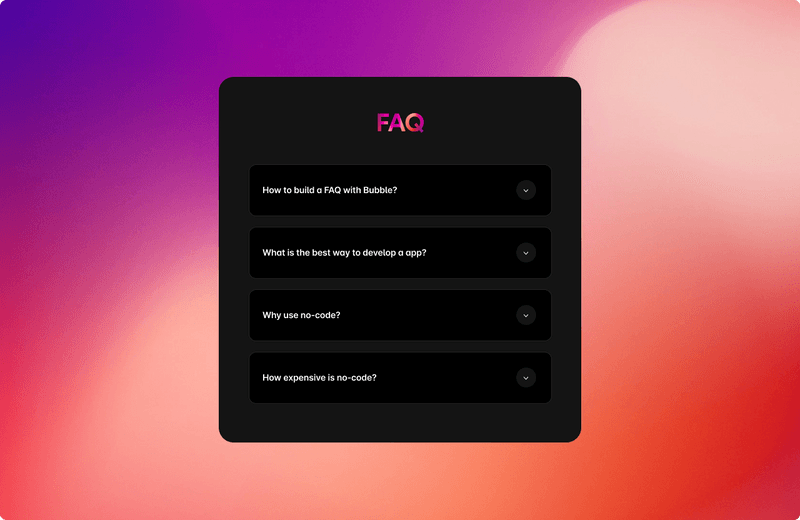 FAQ
How to build a FAQ with Bubble?
What is the best way to develop a app?
Why use no-code?
How expensive is no-code?